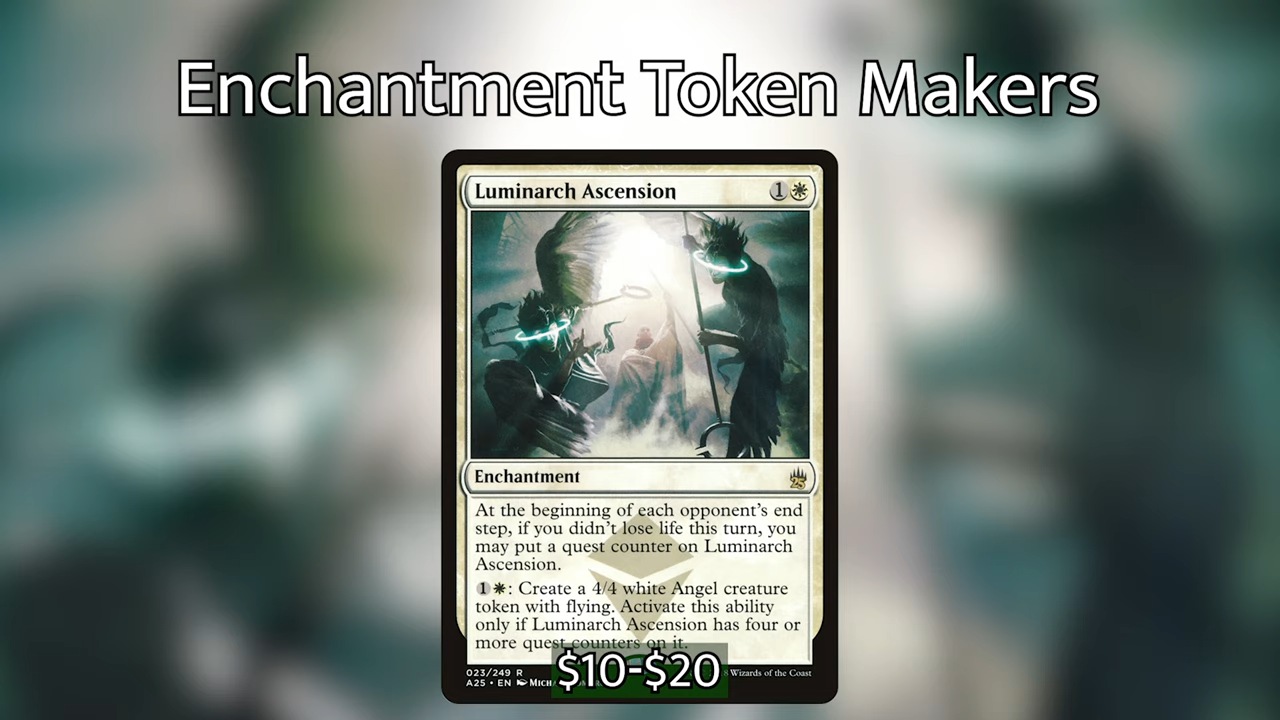 Enchantment Token Makers
Luminarch Ascension 1
Enchantment
25
At the beginning of each opponent's end
step, if you didn't lose life this turn, you
may put a quest counter on Luminarch
Ascension.
1 : Create a 4/4 white Angel creature
token with flying. Activate this ability
only if Luminarch Ascension has four or
more quest counters on it.
$10-$20
023/249 R
A25 • EN MICH
Wizards of the Coast